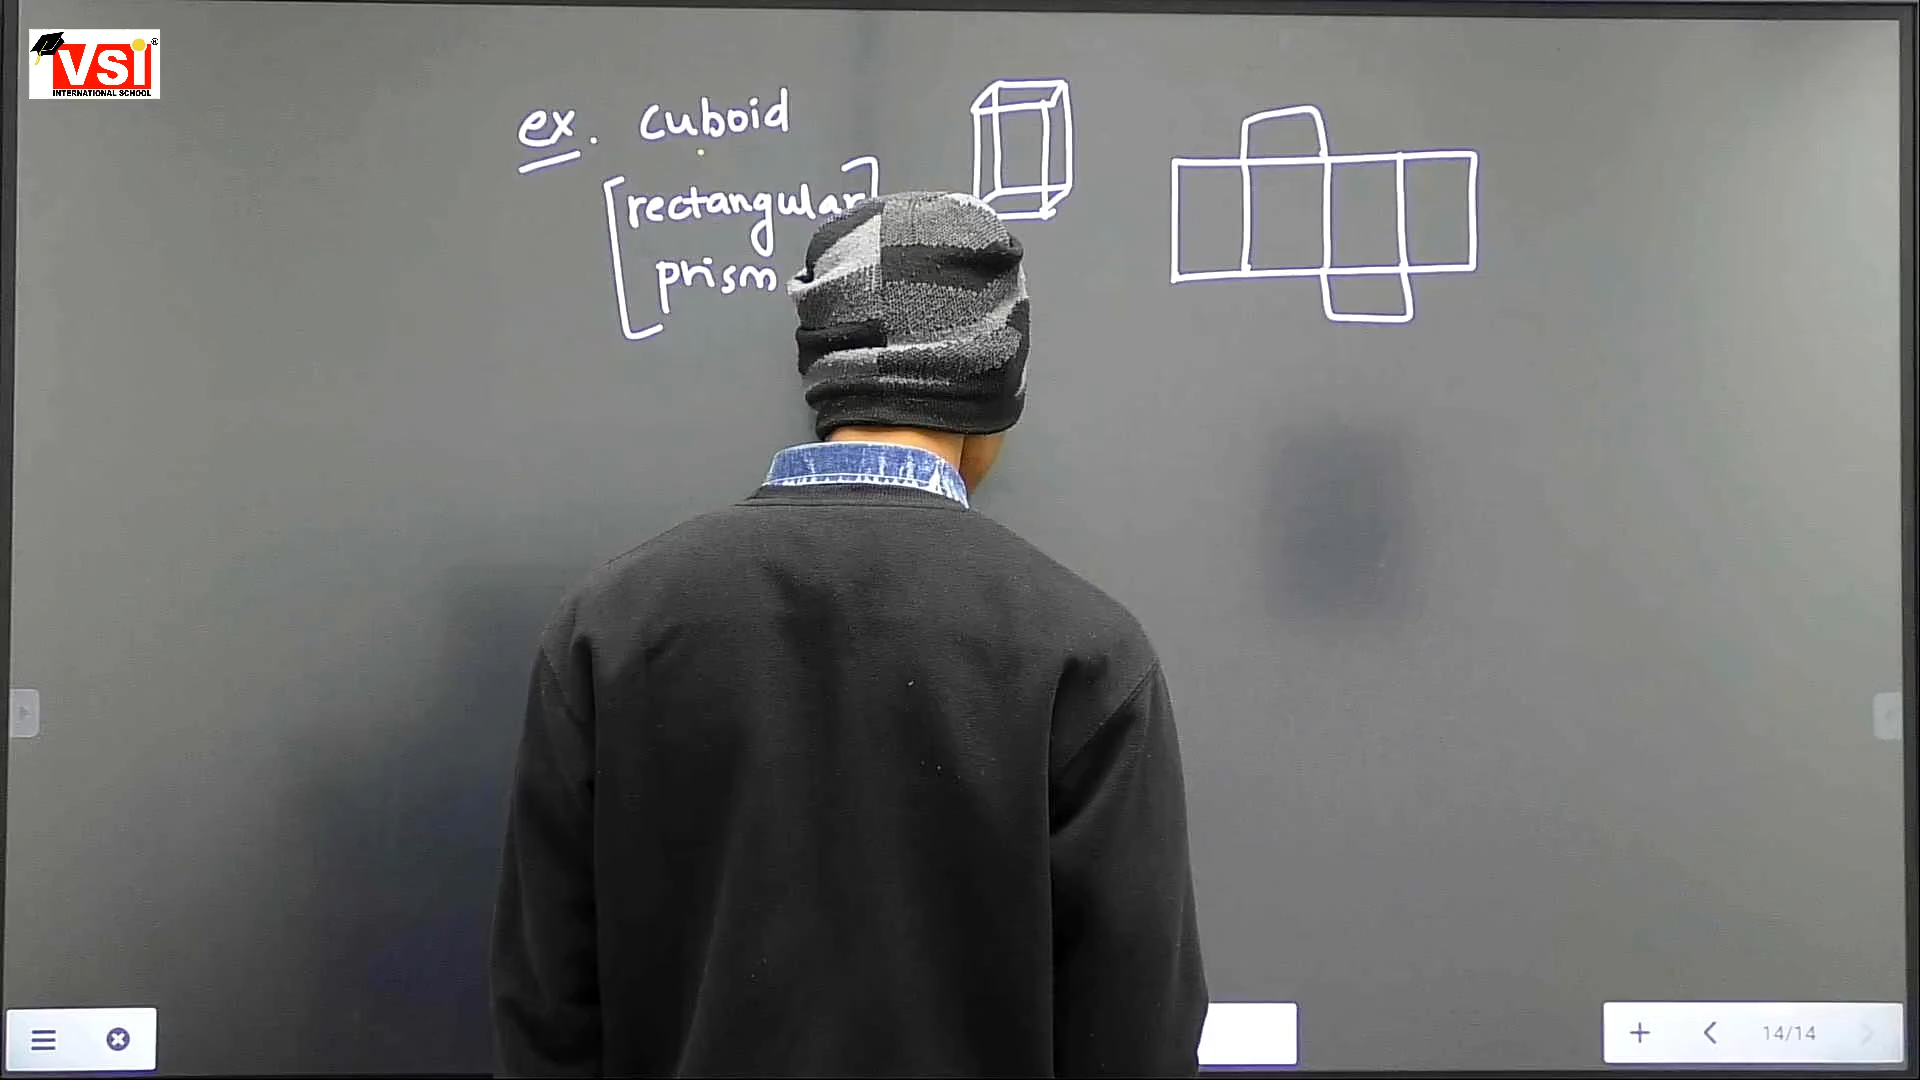 VSI
INTERNATIONAL SCHOOL
ex. cuboid
[rectangular]
prism
14/14